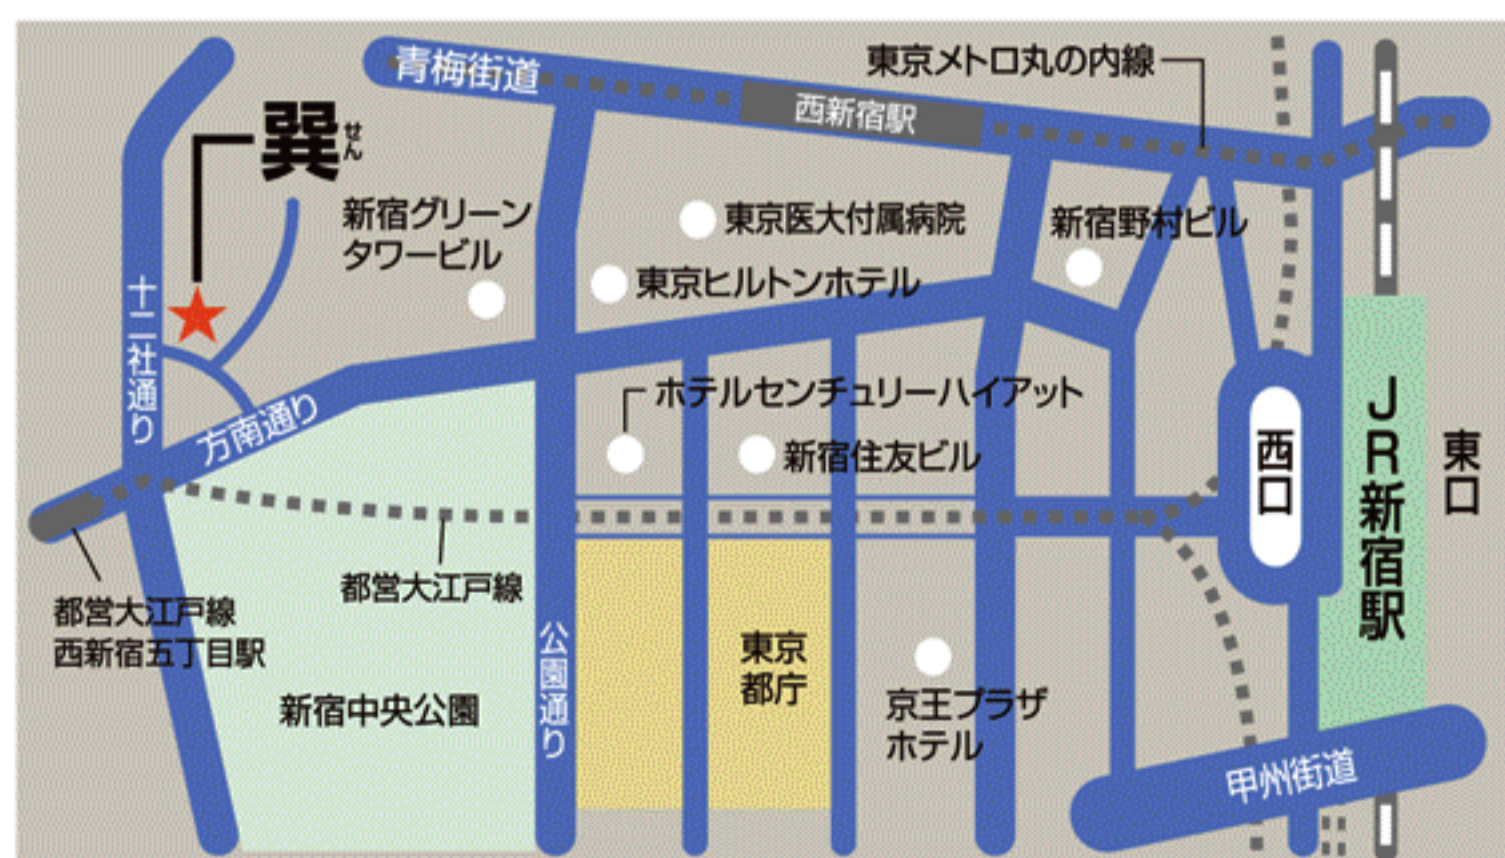 青梅街道
東京メトロ丸の内線
西新宿駅
巽
せん
新宿グリーン
タワービル
東京医大付属病院
新宿野村ビル
東京ヒルトンホテル
十二社通り
方南通り
ホテルセンチュリーハイアット
新宿住友ビル
西口
JR新宿駅
東口
都営大江戸線
都営大江戸線
西新宿五丁目駅
新宿中央公園
公園通り
東京
都庁
京王プラザ
ホテル
甲州街道